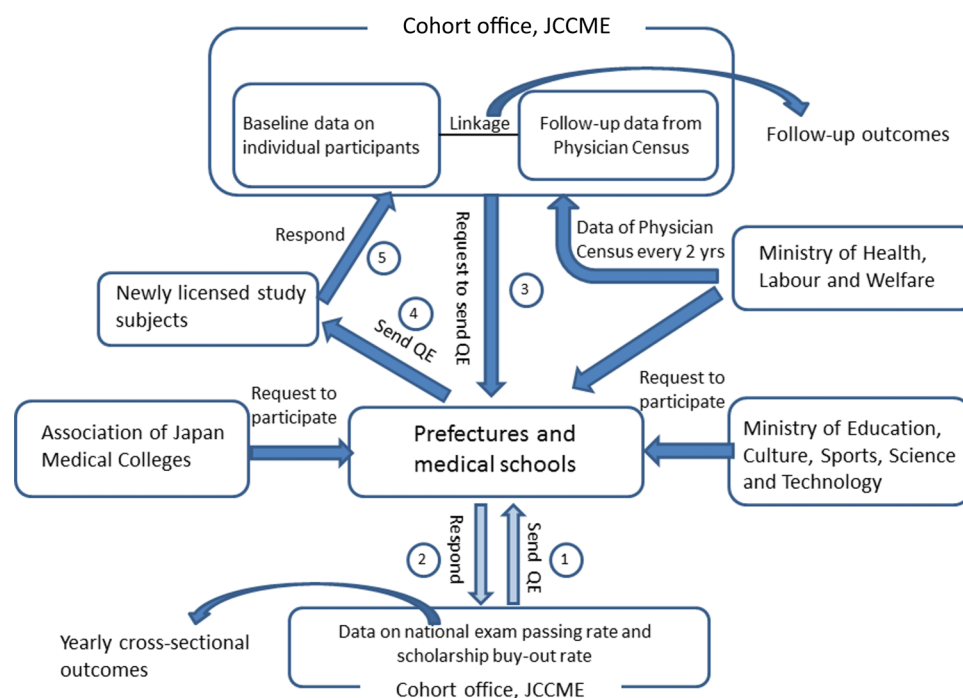 Cohort office, JCCME
Baseline data on
individual participants
Linkage
Follow-up data from
Physician Census
Follow-up outcomes
Respond
5
Request to send QE
3
Data of Physician
Census every 2 yrs
Ministry of Health,
Labour and Welfare
Newly licensed study
subjects
4
Send QE
Request to
participate
Request to
participate
Association of Japan
Medical Colleges
Prefectures and
medical schools
Ministry of Education,
Culture, Sports, Science
and Technology
2
Respond
Send QE
1
Yearly cross-sectional
outcomes
Data on national exam passing rate and
scholarship buy-out rate
Cohort office, JCCME